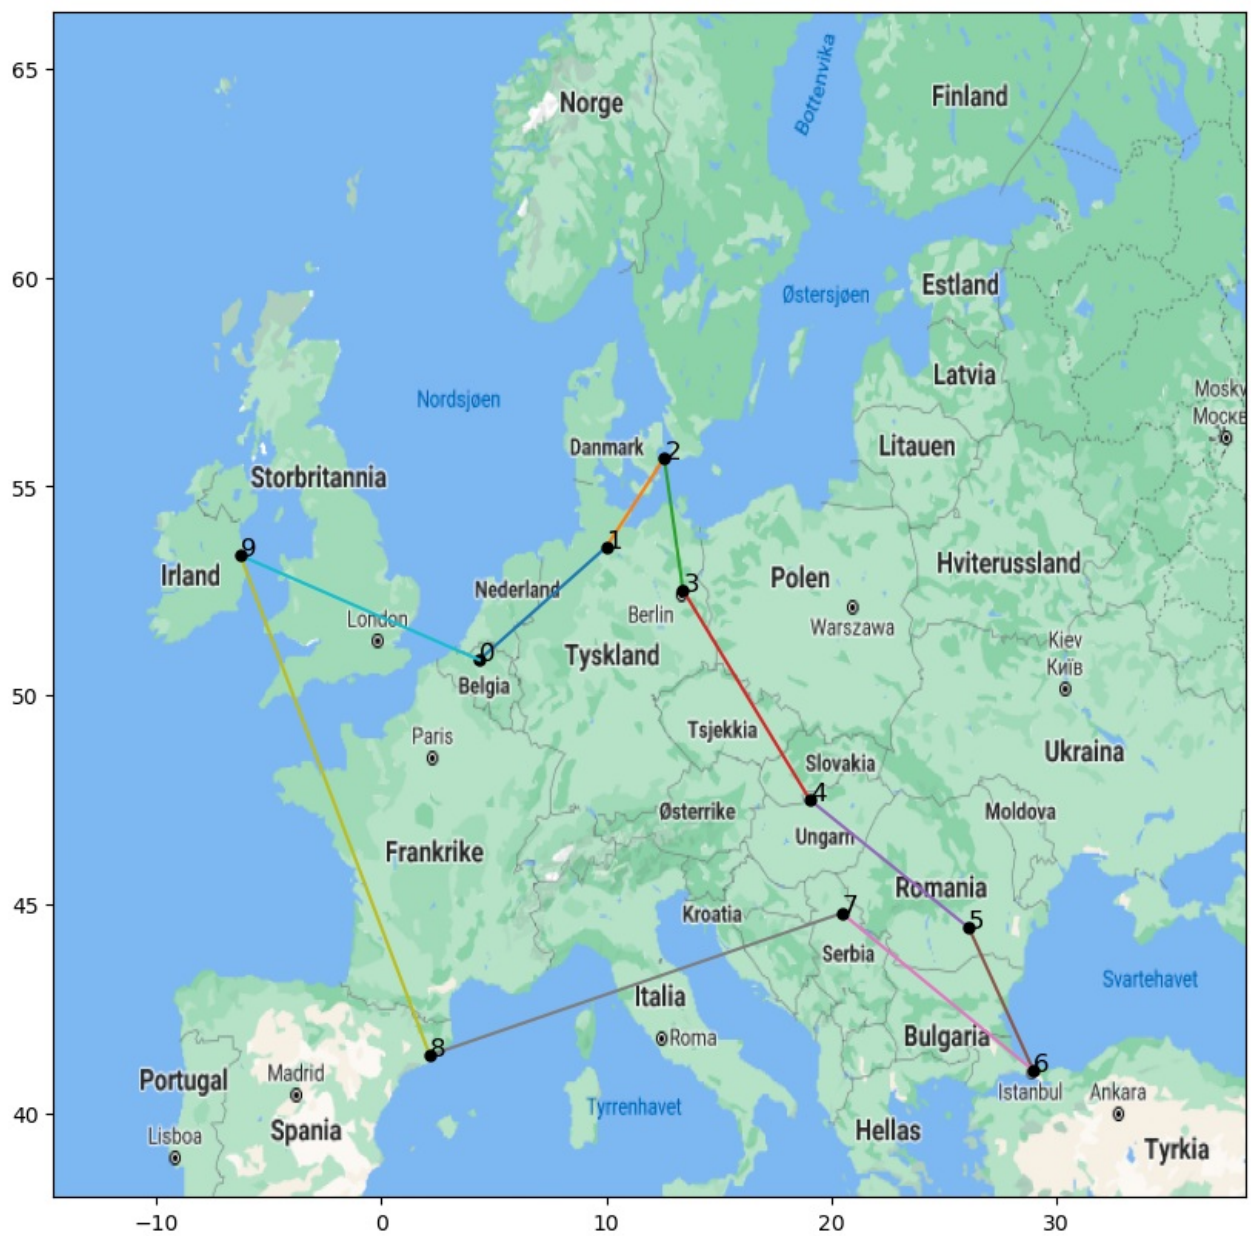 65
60
55
50
45
40
−10
0
10
20
30
Norge
Bottenvika
Finland
Østersjøen
Estland
Latvia
Nordsjøen
Moskv
Москв
Danmark
2
Litauen
Storbritannia
9
1
Irland
Nederland
3
Polen
Hviterussland
Berlin
London
Warszawa
Kiev
Київ
0
Tyskland
Belgia
Paris
Tsjekkia
Slovakia
Ukraina
4
Østerrike
Moldova
Ungarn
Frankrike
Romania
7
5
Kroatia
Serbia
Svartehavet
Italia
Bulgaria
Roma
8
6
Portugal
Madrid
Istanbul
Ankara
Tyrrenhavet
Lisboa
Spania
Hellas
Tyrkia